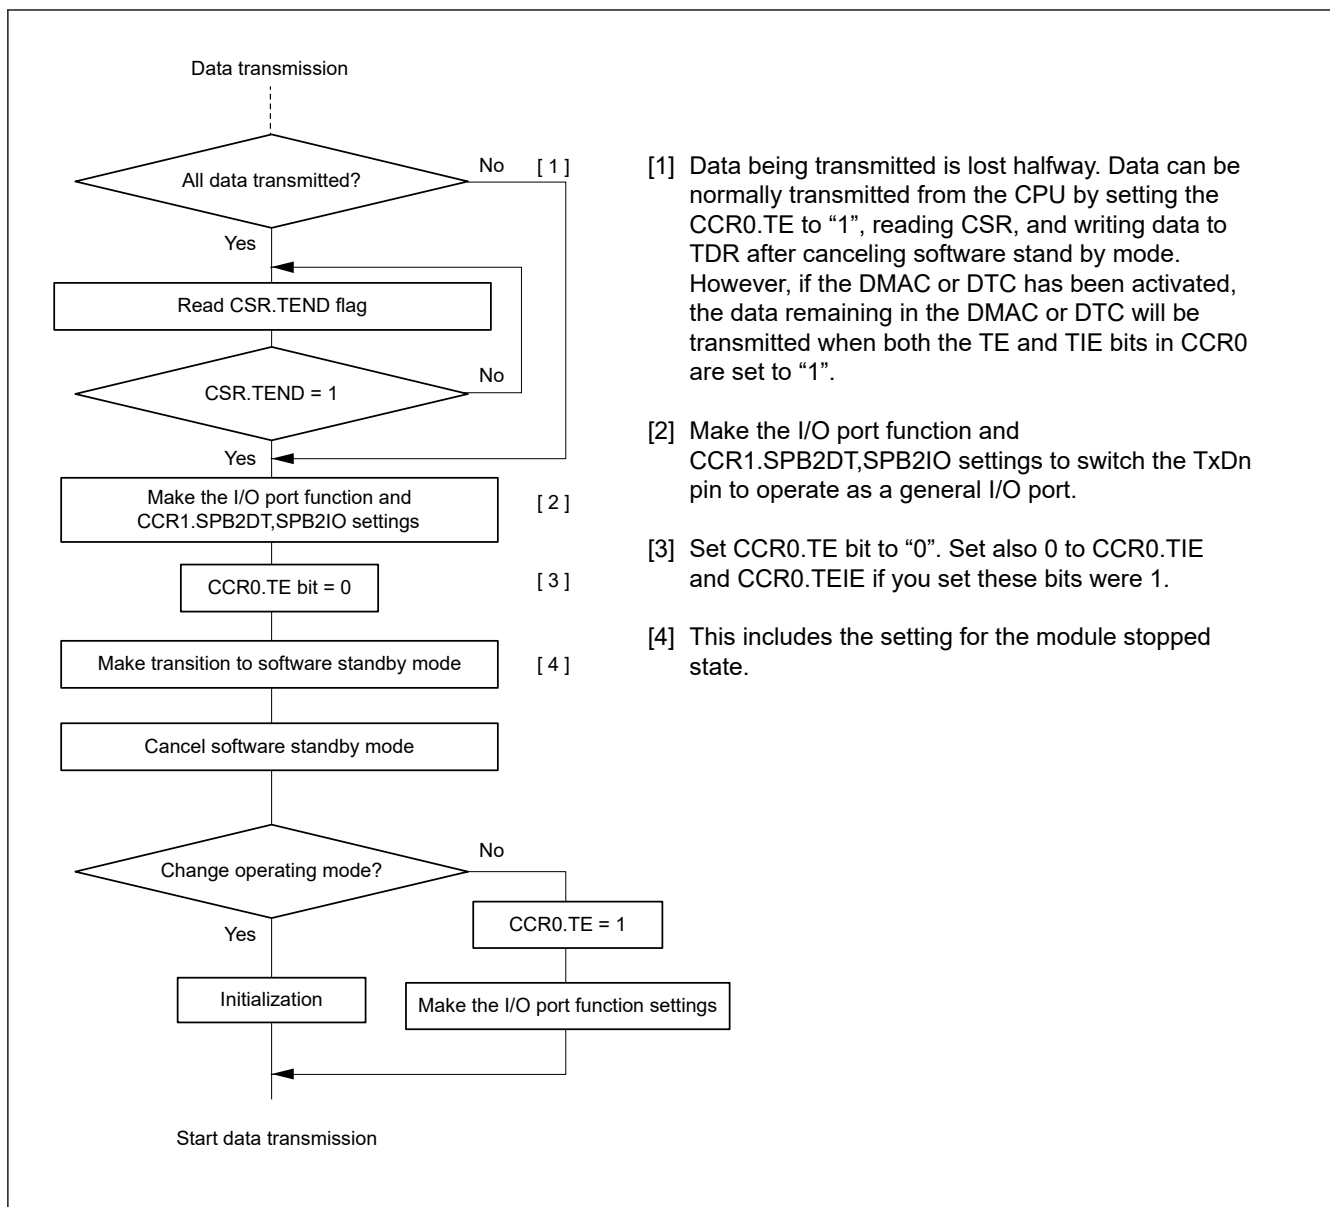 Data transmission
All data transmitted?
No
[ 1 ]
Yes
Read CSR.TEND flag
CSR.TEND = 1
No
Yes
Make the I/O port function and
CCR1.SPB2DT,SPB2IO settings
[ 2 ]
CCR0.TE bit = 0
[ 3 ]
Make transition to software standby mode
[ 4 ]
Cancel software standby mode
Change operating mode?
No
Yes
CCR0.TE = 1
Initialization
Make the I/O port function settings
Start data transmission
[1] Data being transmitted is lost halfway. Data can be
normally transmitted from the CPU by setting the
CCR0.TE to “1”, reading CSR, and writing data to
TDR after canceling software stand by mode.
However, if the DMAC or DTC has been activated,
the data remaining in the DMAC or DTC will be
transmitted when both the TE and TIE bits in CCR0
are set to “1”.
[2] Make the I/O port function and
CCR1.SPB2DT,SPB2IO settings to switch the TxDn
pin to operate as a general I/O port.
[3] Set CCR0.TE bit to “0”. Set also 0 to CCR0.TIE
and CCR0.TEIE if you set these bits were 1.
[4] This includes the setting for the module stopped
state.